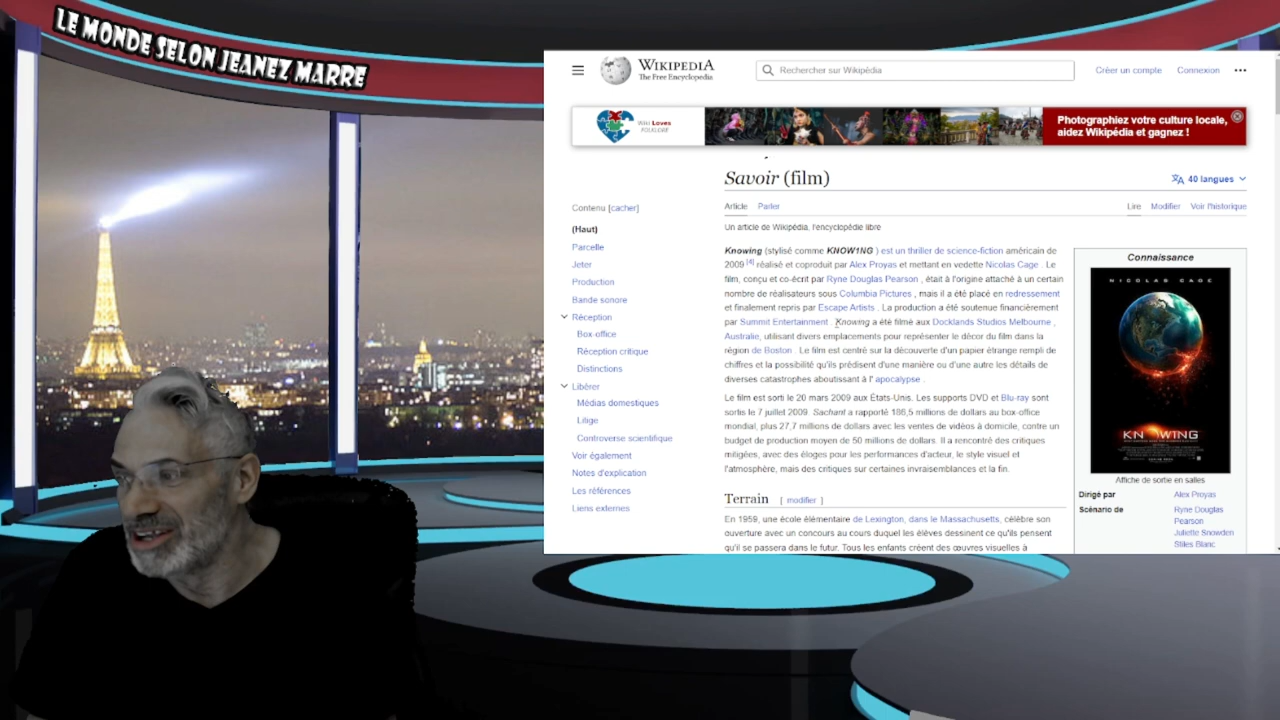 LE MONDE SELON JEANEZ MARRE
WIKIPEDIA
The Free Encyclopedia
Rechercher sur Wikipédia
Créer un compte
Connexion
Wiki Loves
FOLKLORE
Photographiez votre culture locale,
aidez Wikipédia et gagnez !
Savoir (film)
40 langues
Article
Parler
Lire
Modifier
Voir l'historique
Un article de Wikipédia, l'encyclopédie libre
Contenu [cacher]
(Haut)
Parcelle
Jeter
Production
Bande sonore
Réception
Box-office
Réception critique
Distinctions
Libérer
Médias domestiques
Litige
Controverse scientifique
Voir également
Notes d'explication
Les références
Liens externes
Knowing (stylisé comme KNOW1NG ) est un thriller de science-fiction américain de
2009 [4] réalisé et coproduit par Alex Proyas et mettant en vedette Nicolas Cage . Le
film, conçu et co-écrit par Ryne Douglas Pearson , était à l'origine attaché à un certain
nombre de réalisateurs sous Columbia Pictures , mais il a été placé en redressement
et finalement repris par Escape Artists . La production a été soutenue financièrement
par Summit Entertainment . Knowing a été filmé aux Docklands Studios Melbourne ,
Australie, utilisant divers emplacements pour représenter le décor du film dans la
région de Boston . Le film est centré sur la découverte d'un papier étrange rempli de
chiffres et la possibilité qu'ils prédisent d'une manière ou d'une autre les détails de
diverses catastrophes aboutissant à l' apocalypse .
Le film est sorti le 20 mars 2009 aux États-Unis. Les supports DVD et Blu-ray sont
sortis le 7 juillet 2009. Sachant a rapporté 186,5 millions de dollars au box-office
mondial, plus 27,7 millions de dollars avec les ventes de vidéos à domicile, contre un
budget de production moyen de 50 millions de dollars. Il a rencontré des critiques
mitigées, avec des éloges pour les performances d'acteur, le style visuel et
l'atmosphère, mais des critiques sur certaines invraisemblances et la fin.
Terrain [ modifier ]
En 1959, une école élémentaire de Lexington, dans le Massachusetts, célèbre son
ouverture avec un concours au cours duquel les élèves dessinent ce qu'ils pensent
qu'il se passera dans le futur. Tous les enfants créent des œuvres visuelles à
Connaissance
NICOLAS CAGE
KNOWING
Affiche de sortie en salles
Dirigé par
Alex Proyas
Scénario de
Ryne Douglas
Pearson
Juliette Snowden
Stiles Blanc